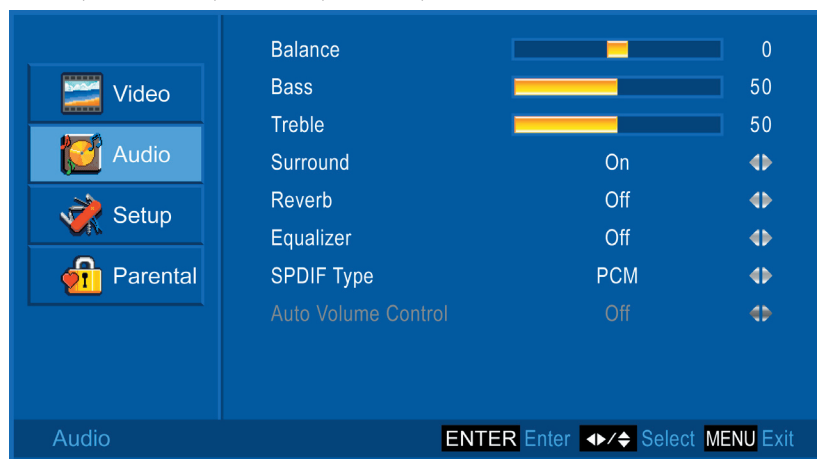 Video
Audio
Setup
Parental
Balance 0
Bass 50
Treble 50
Surround On
Reverb Off
Equalizer Off
SPDIF Type PCM
Auto Volume Control Off
Audio ENTER Enter / Select MENU Exit